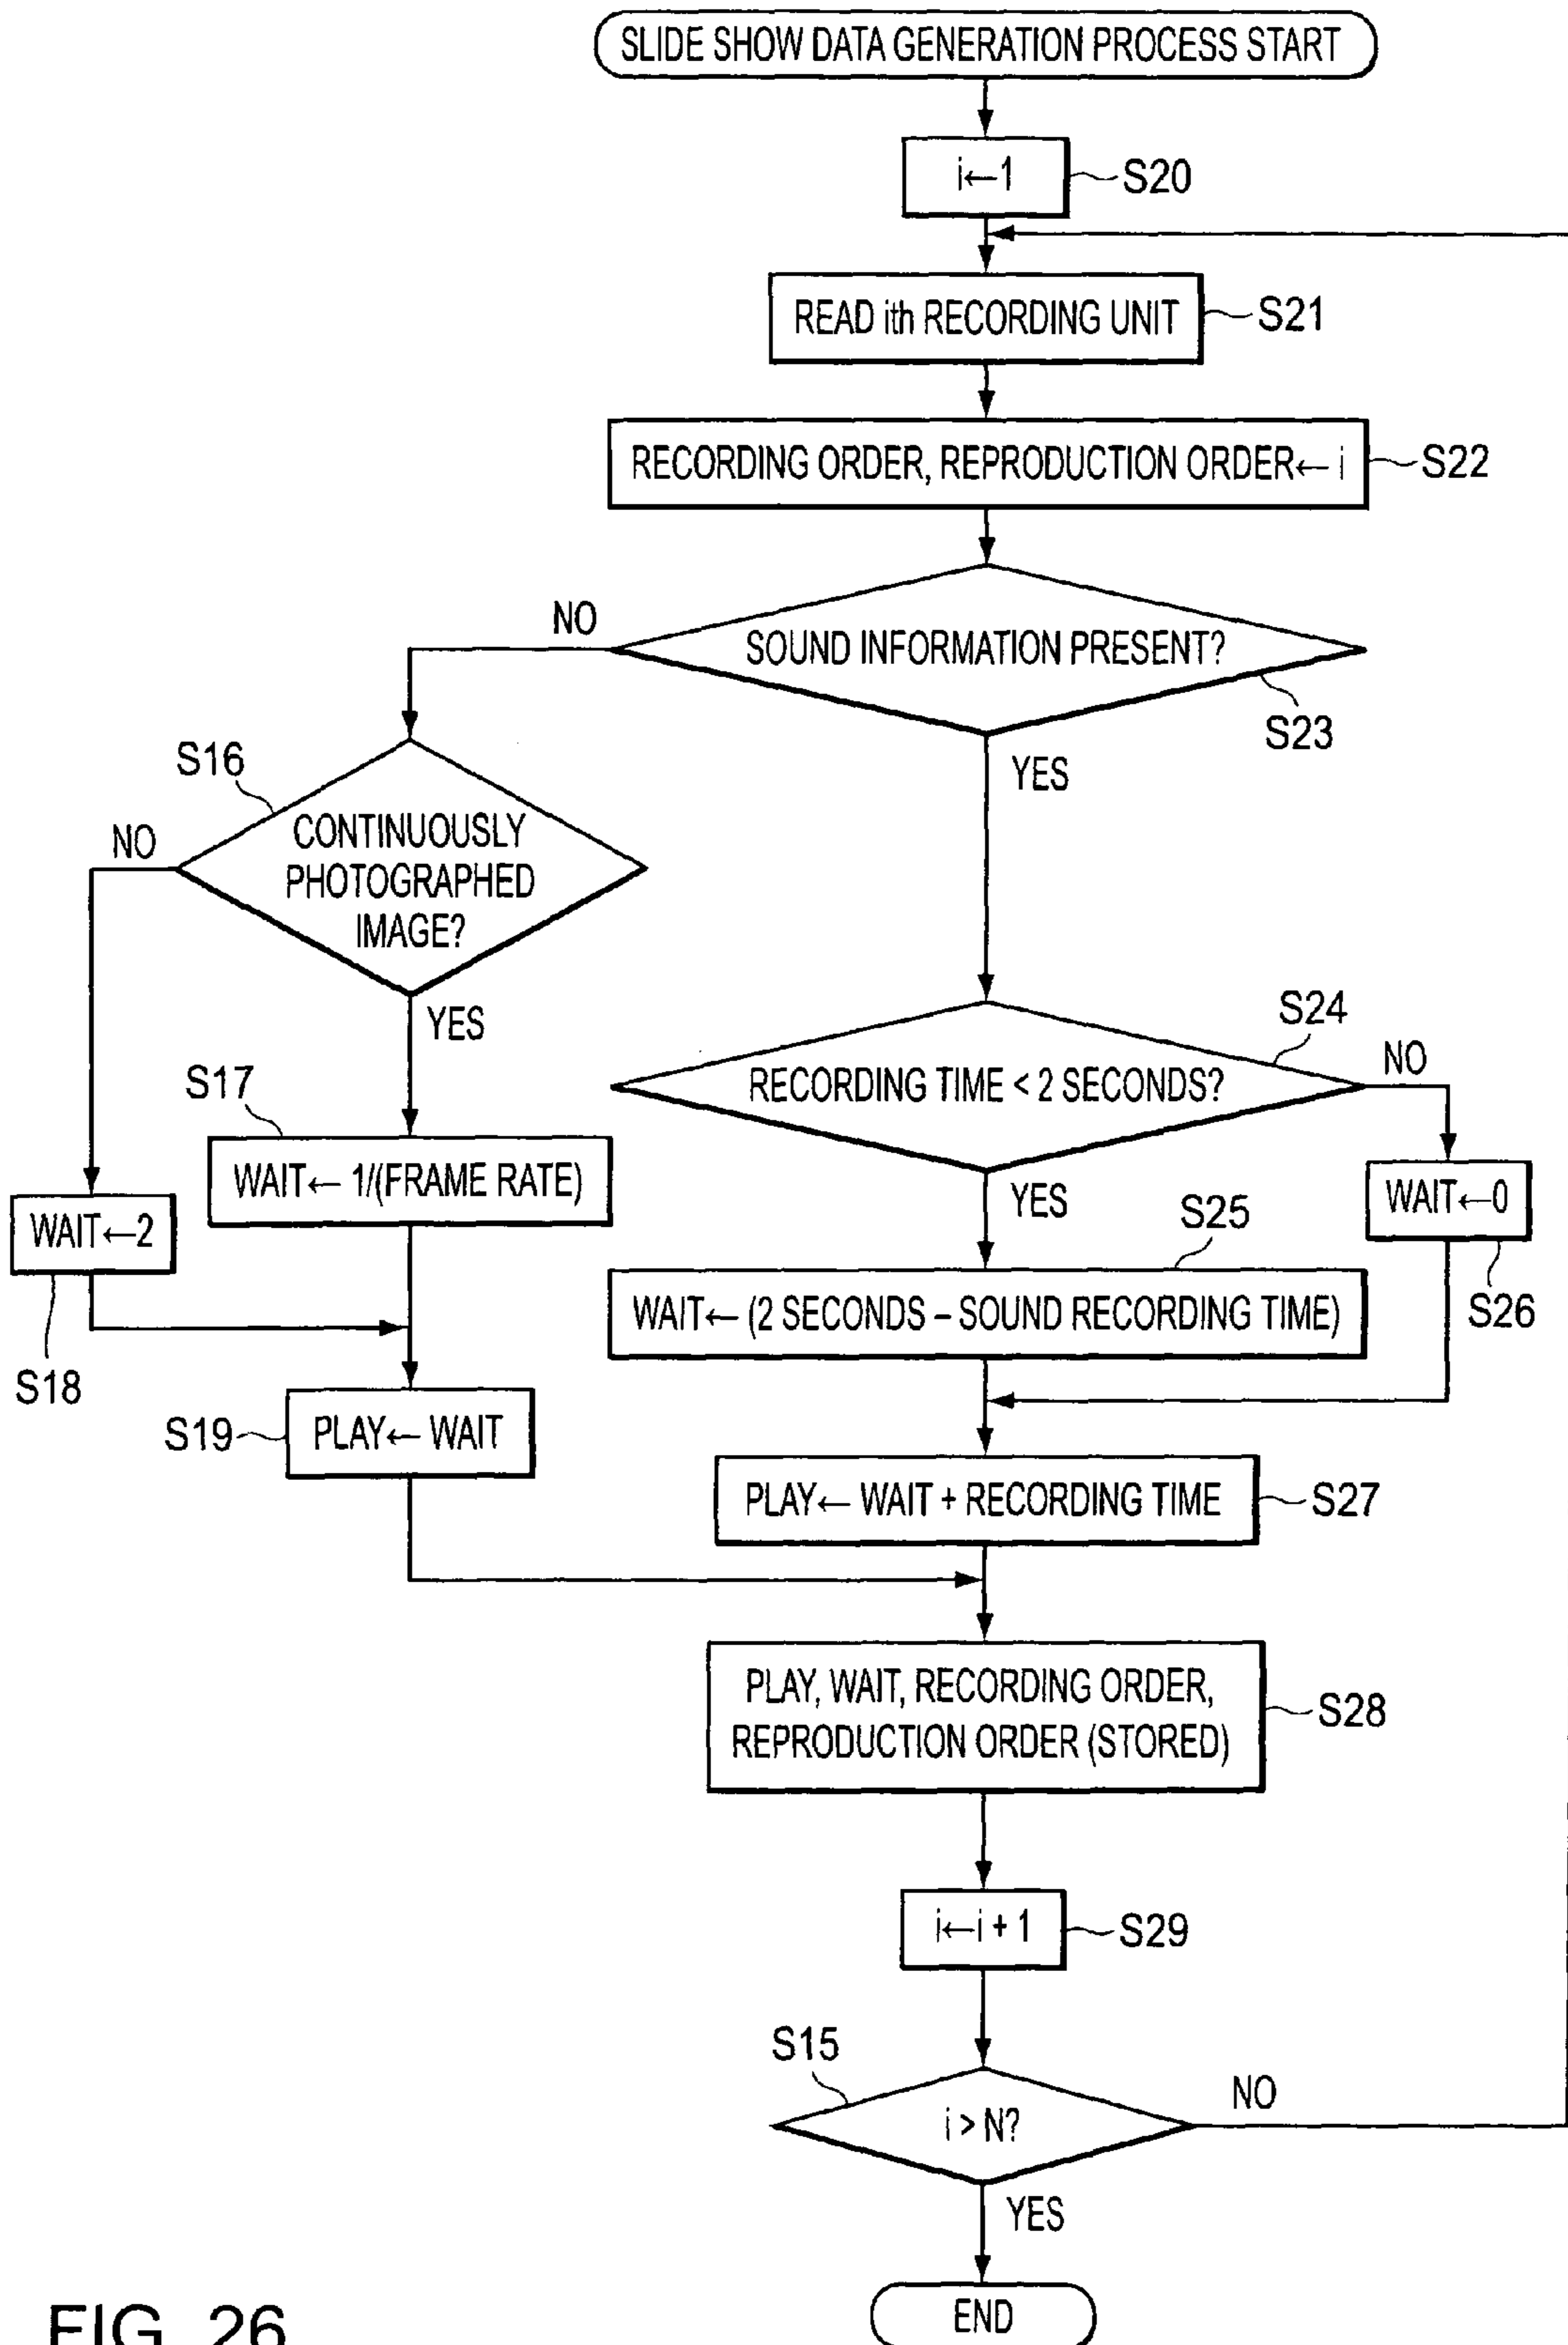 SLIDE SHOW DATA GENERATION PROCESS START
i←1
S20
READ ith RECORDING UNIT
S21
RECORDING ORDER, REPRODUCTION ORDER← i
S22
NO
SOUND INFORMATION PRESENT?
S23
YES
S16
NO
CONTINUOUSLY
PHOTOGRAPHED
IMAGE?
YES
S24
NO
RECORDING TIME < 2 SECONDS?
YES
S17
WAIT← 1/(FRAME RATE)
WAIT←2
S18
WAIT←0
S26
S25
WAIT← (2 SECONDS – SOUND RECORDING TIME)
S19
PLAY← WAIT
PLAY← WAIT + RECORDING TIME
S27
PLAY, WAIT, RECORDING ORDER,
REPRODUCTION ORDER (STORED)
S28
i←i + 1
S29
S15
i > N?
NO
YES
END
FIG. 26